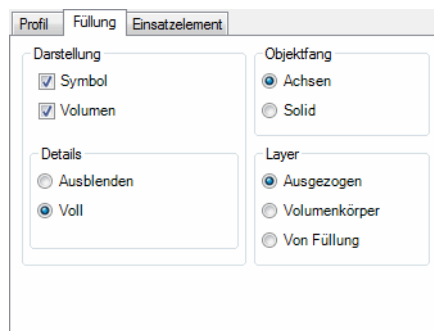 Profil Füllung Einsatzelement
Darstellung
Symbol
Volumen
Details
Ausblenden
Voll
Objektfang
Achsen
Solid
Layer
Ausgezogen
Volumenkörper
Von Füllung